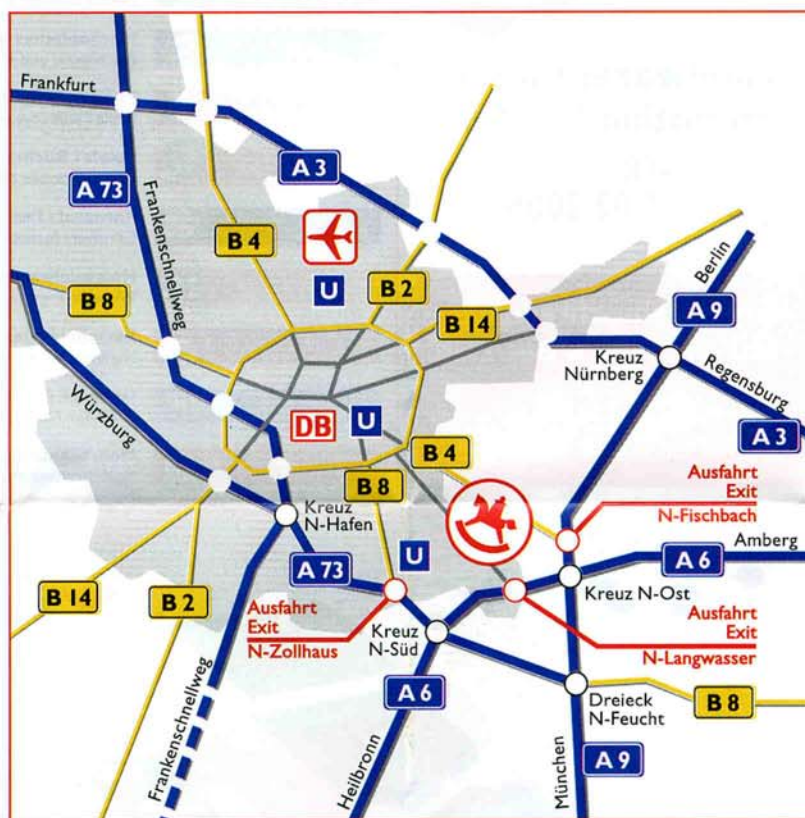 Frankfurt
A 73
Frankenschnellweg
A 3
B 4
U
B 2
B 8
B 14
Berlin
A 9
Kreuz
Nürnberg
Regensburg
A 3
Würzburg
DB
U
B 4
B 8
Ausfahrt
Exit
N-Fischbach
Kreuz
N-Hafen
U
Amberg
A 73
A 6
B 14
B 2
Ausfahrt
Exit
N-Zollhaus
Kreuz
N-Süd
Kreuz N-Ost
Ausfahrt
Exit
N-Langwasser
Frankenschnellweg
A 6
Heilbronn
Dreieck
N-Feucht
B 8
A 9
München